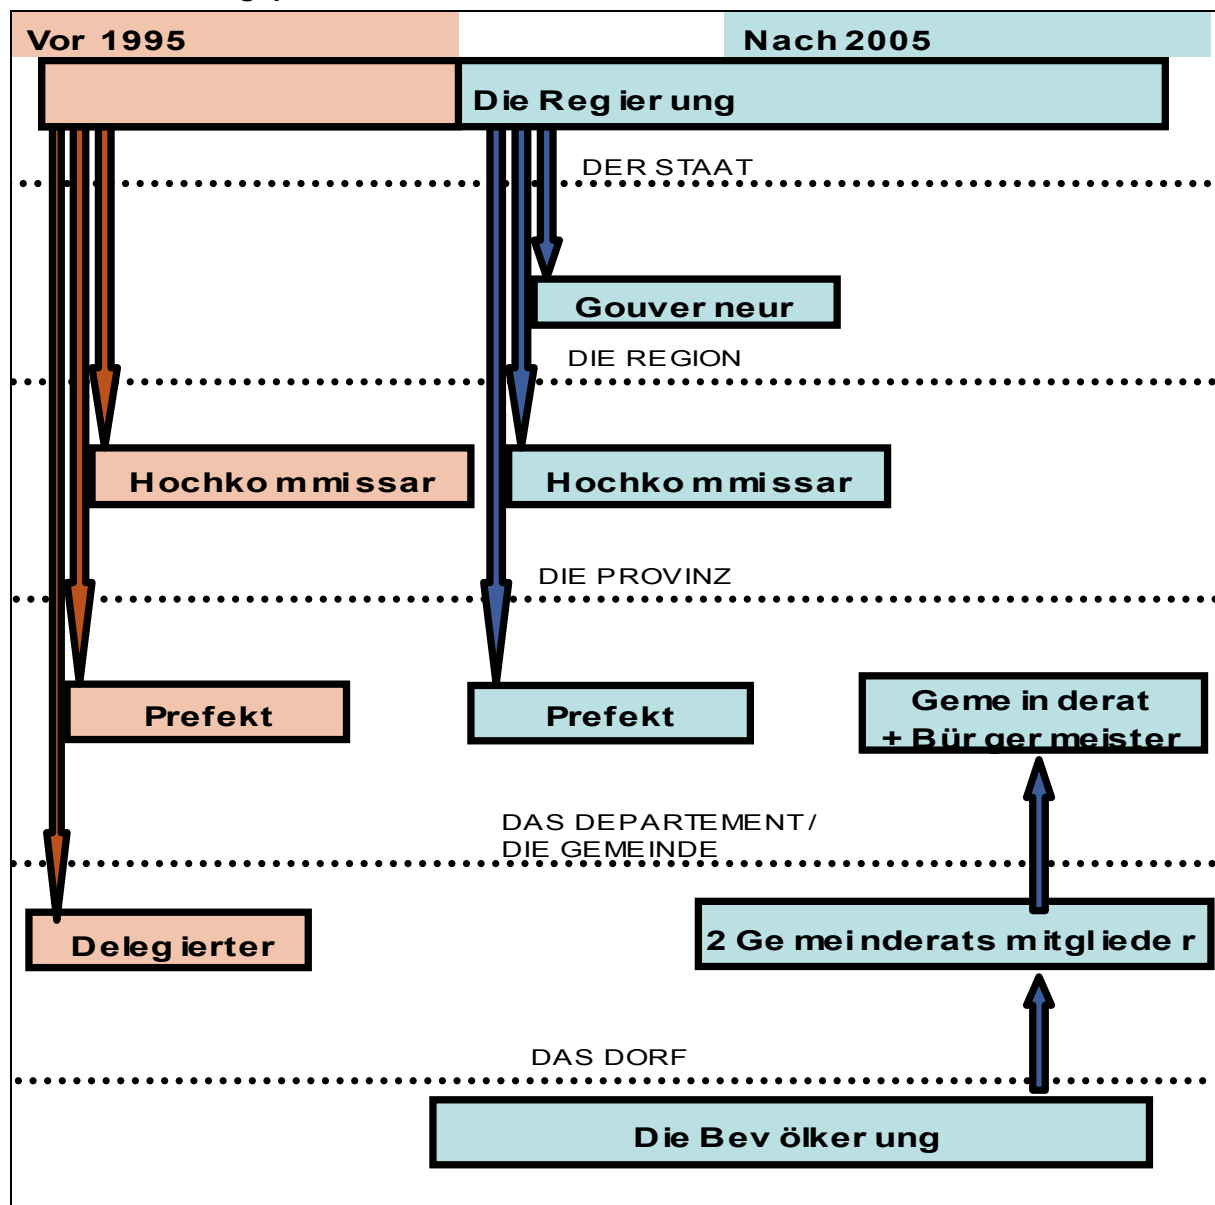 Vor 1995
Nach 2005
Die Regierung
DER STAAT
Gouverneur
DIE REGION
Hochkommissar
Hochkommissar
DIE PROVINZ
Prefekt
Prefekt
Gemeinderat
+ Bürgermeister
DAS DEPARTEMENT/
DIE GEMEINDE
Delegierter
2 Gemeinderatsmitglieder
DAS DORF
Die Bevölkerung